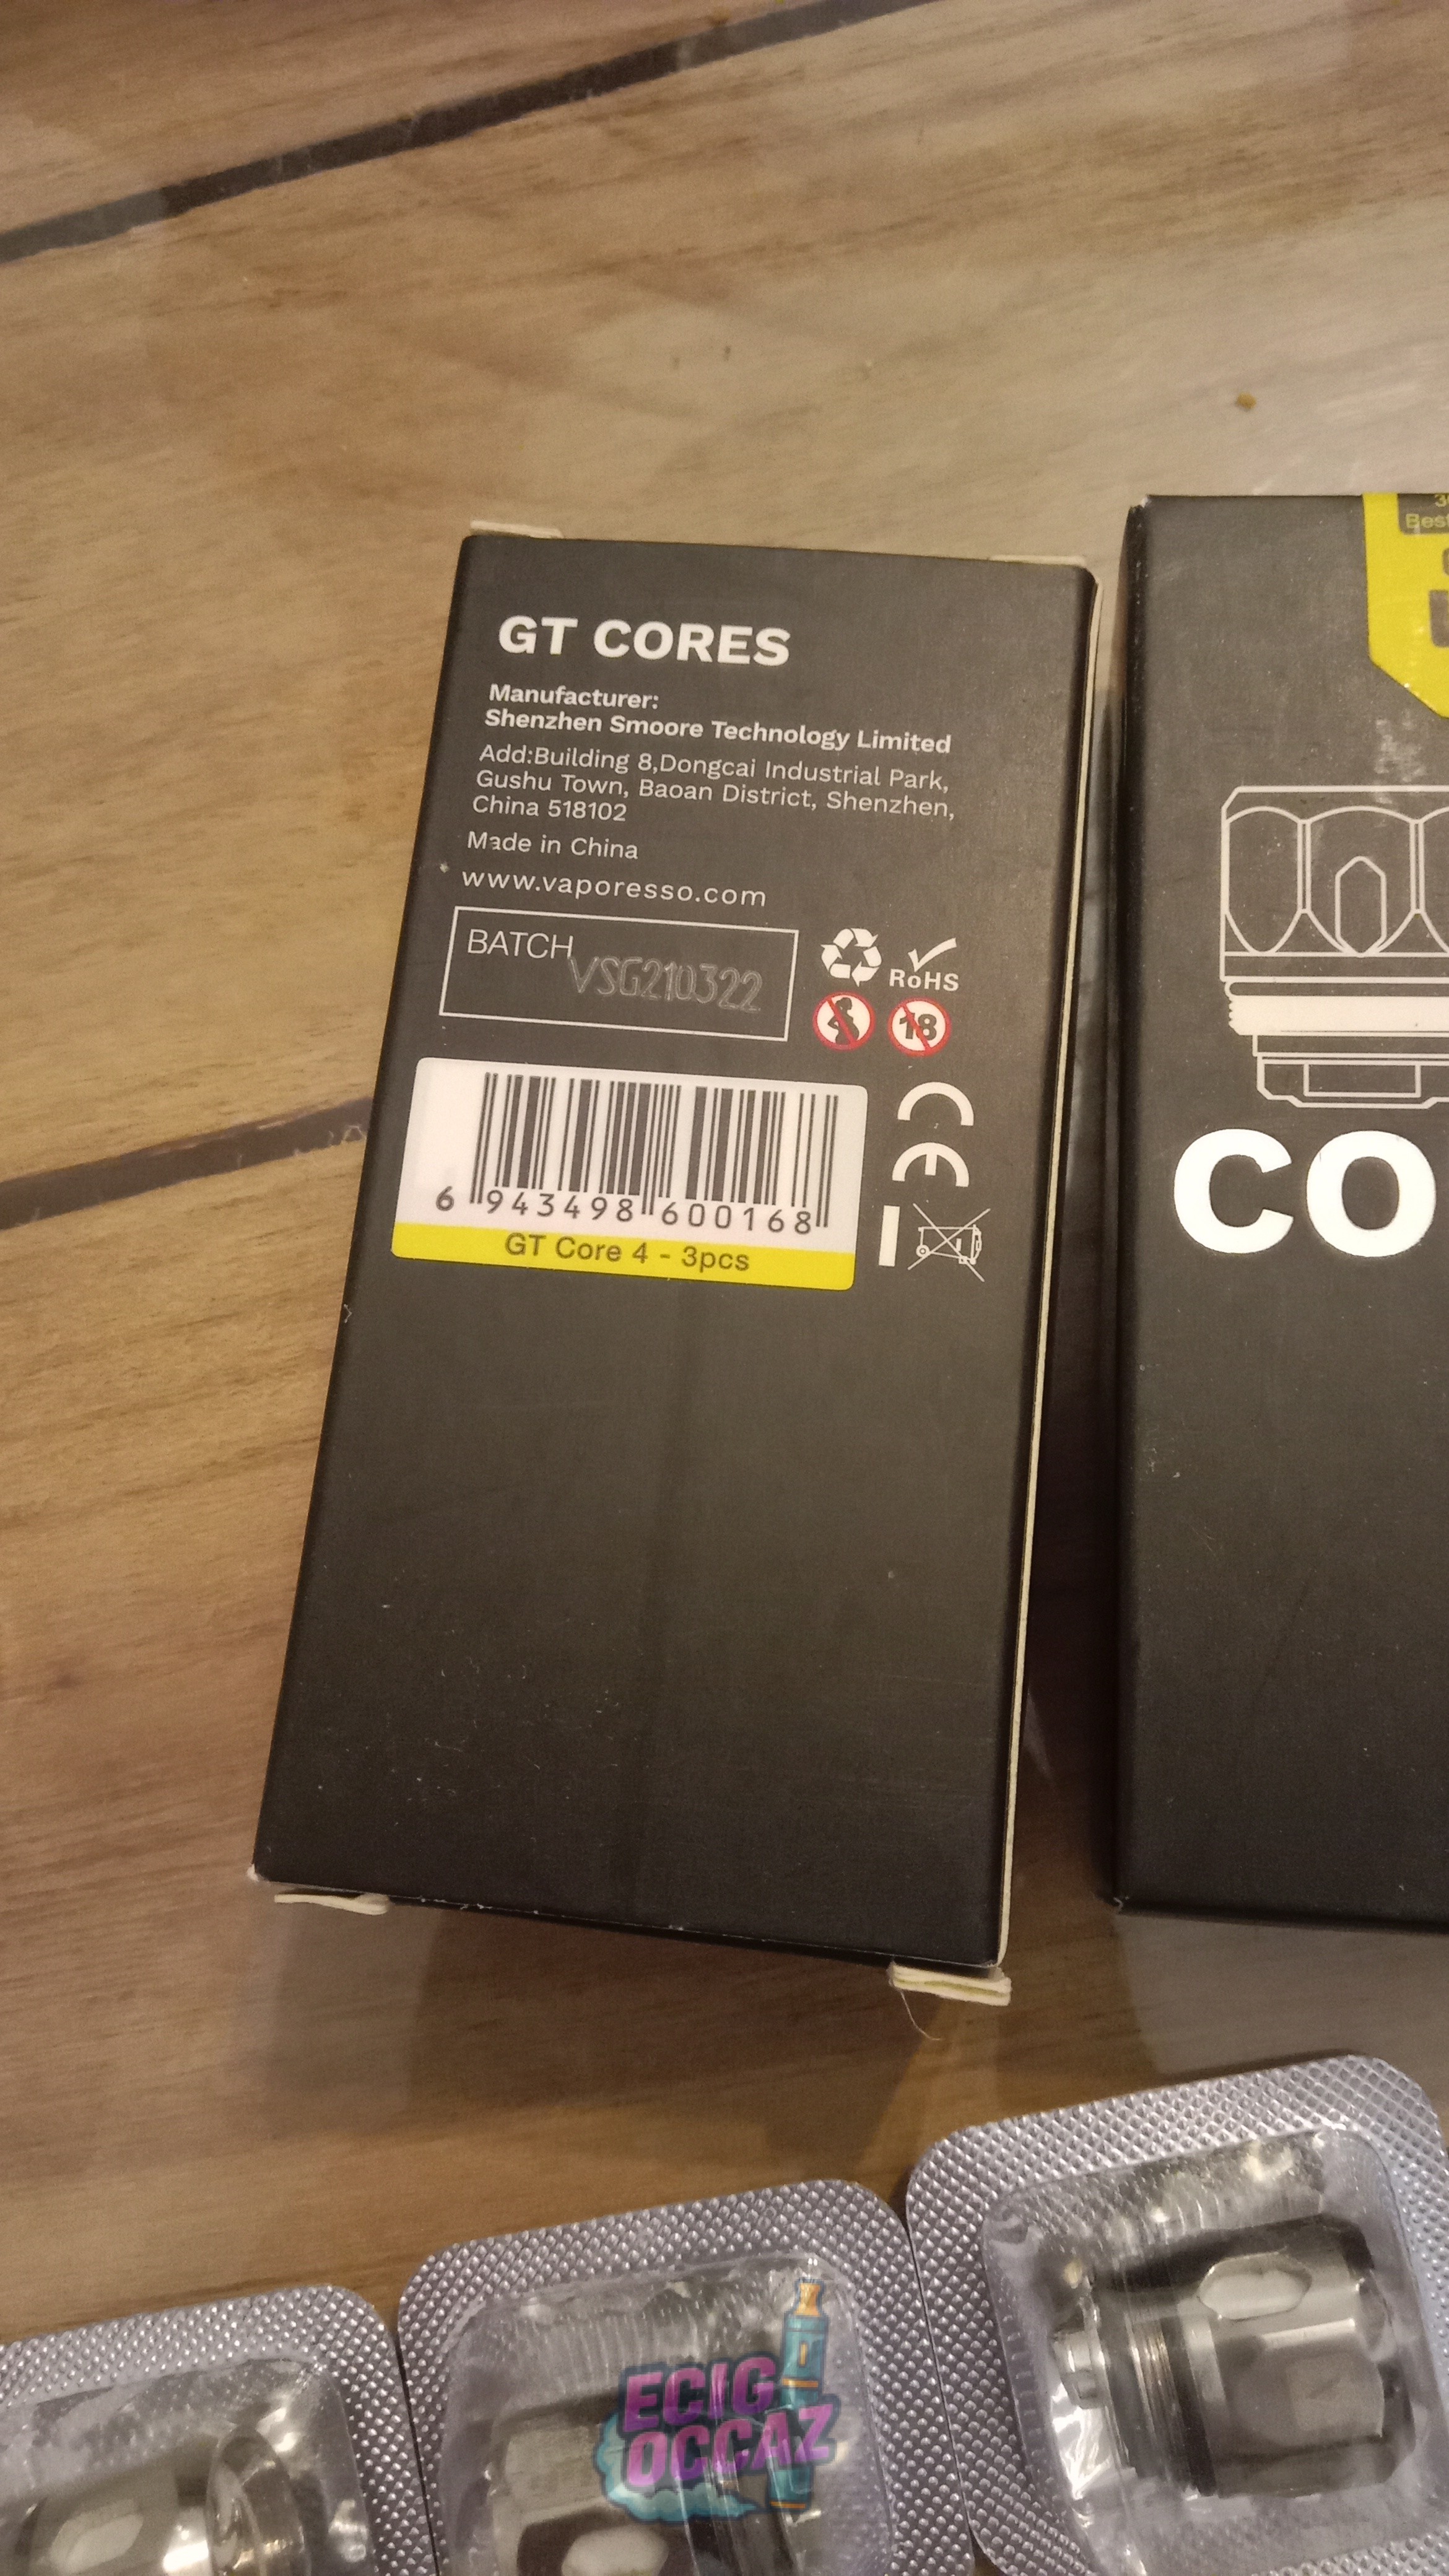 GT CORES
Manufacturer:
Shenzhen Smoore Technology Limited
Add:Building 8,Dongcai Industrial Park,
Gushu Town, Baoan District, Shenzhen,
China 518102
Made in China
www.vaporesso.com
BATCH
VSG210322
RoHS
18
CE
6 943498 600168
GT Core 4 - 3pcs
Best
CO
ECIG
OCCAZ